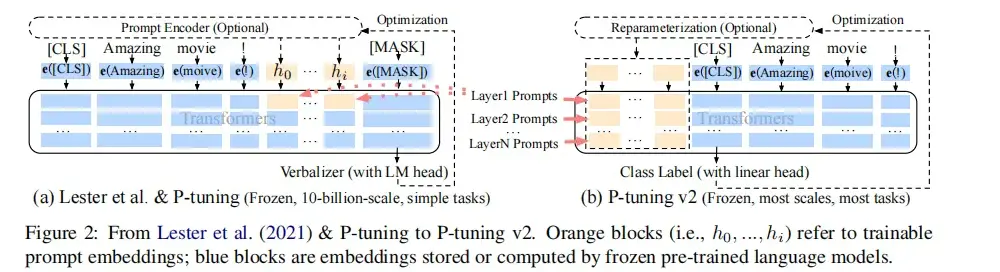 Prompt Encoder (Optional)
Optimization
[CLS] Amazing movie ! [MASK]
e([CLS]) e(Amazing) e(moive) e(!) h0 ... hi e([MASK])
Transformers
... ... ... ... ... ...
Verbalizer (with LM head)
(a) Lester et al. & P-tuning (Frozen, 10-billion-scale, simple tasks)
Reparameterization (Optional)
Optimization
[CLS] Amazing movie !
... e([CLS]) e(Amazing) e(moive) e(!)
Layer1 Prompts ...
Layer2 Prompts ...
Transformers
... ... ... ... ...
LayerN Prompts ...
Class Label (with linear head)
(b) P-tuning v2 (Frozen, most scales, most tasks)
Figure 2: From Lester et al. (2021) & P-tuning to P-tuning v2. Orange blocks (i.e., h0, ..., hi) refer to trainable
prompt embeddings; blue blocks are embeddings stored or computed by frozen pre-trained language models.